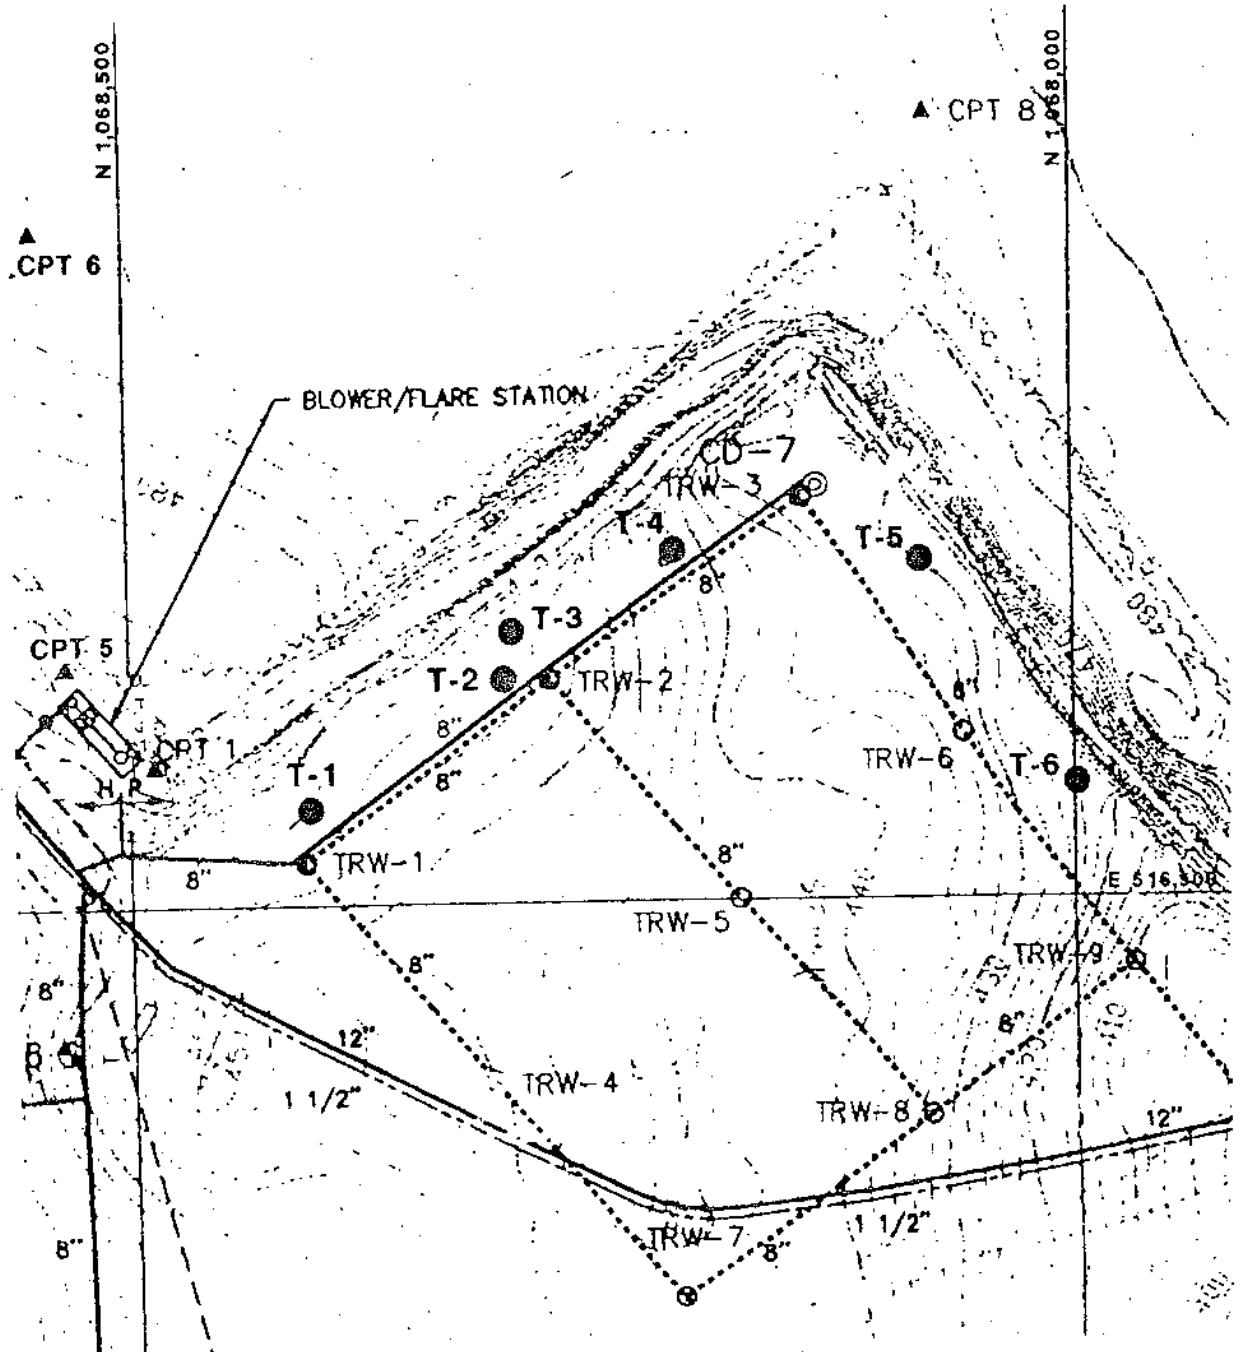 N 1,068,500
N 1,068,000
CPT 8
CPT 6
BLOWER/FLARE STATION
CD-7
TRW-3
T-4
T-5
8"
T-3
CPT 5
T-2
TRW-2
8"
8"
8"
CPT 1
TRW-6
T-6
T-1
H P
TRW-1
8"
8"
E 516,500
TRW-5
TRW-9
8"
8"
8"
12"
TRW-4
1 1/2"
TRW-8
12"
8"
TRW-7
8"
1 1/2"
430
410